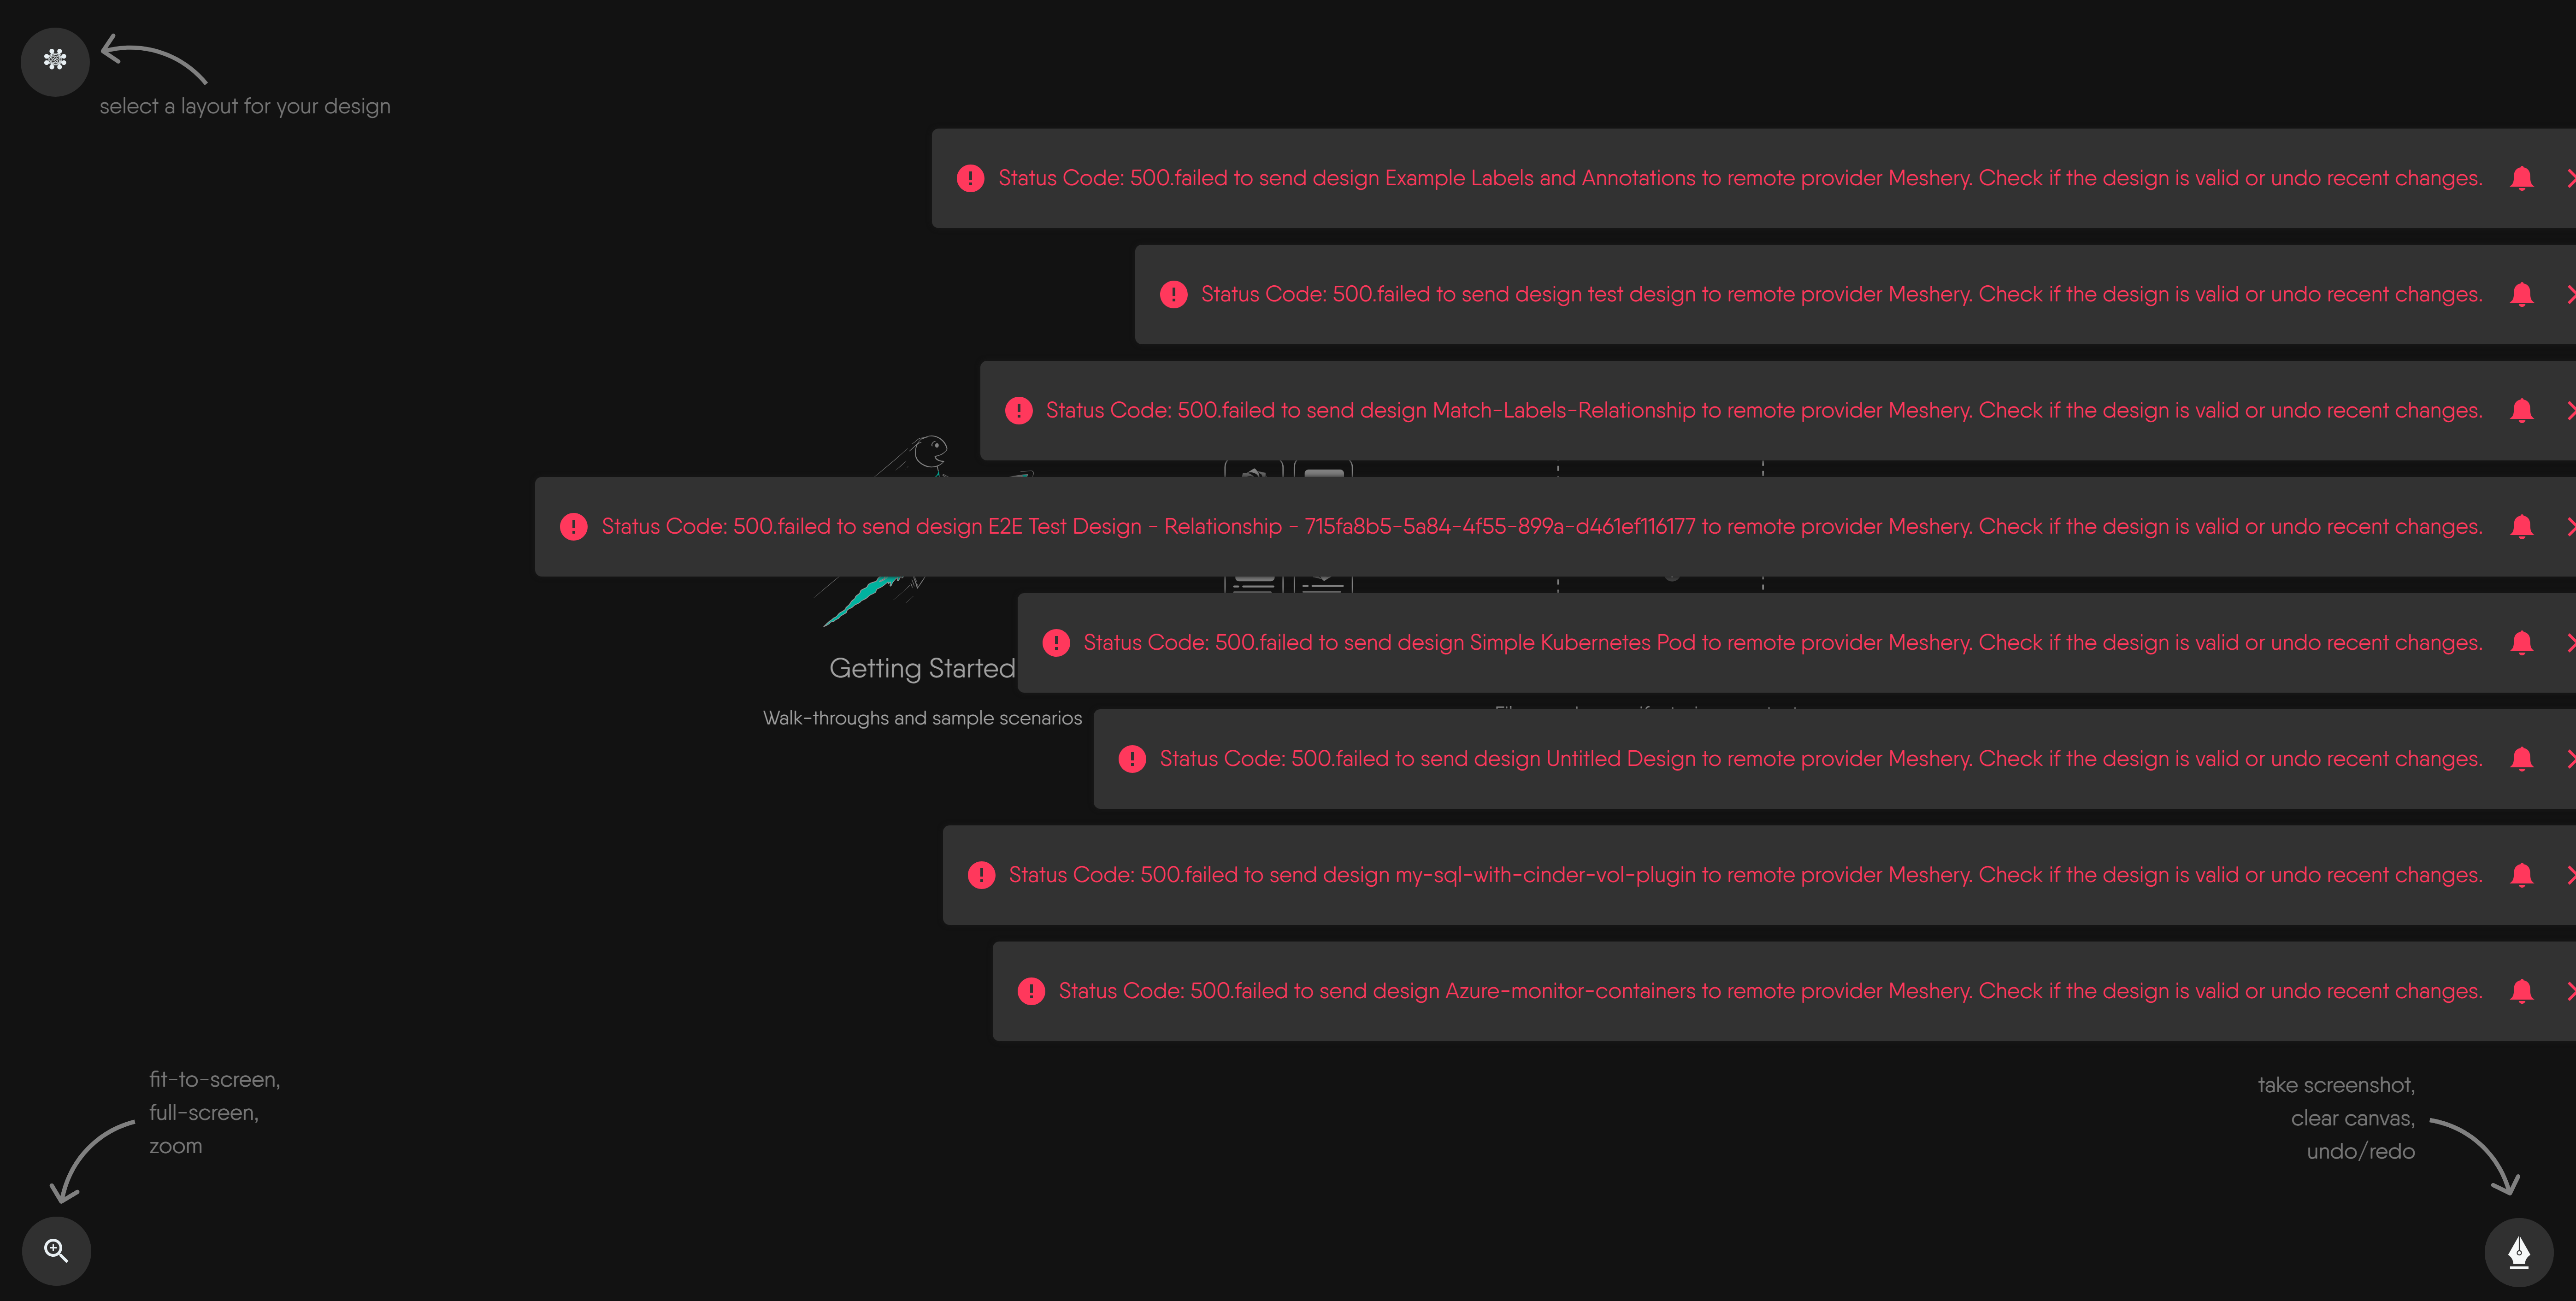 select a layout for your design
Status Code: 500.failed to send design Example Labels and Annotations to remote provider Meshery. Check if the design is valid or undo recent changes.
Status Code: 500.failed to send design test design to remote provider Meshery. Check if the design is valid or undo recent changes.
Status Code: 500.failed to send design Match-Labels-Relationship to remote provider Meshery. Check if the design is valid or undo recent changes.
Status Code: 500.failed to send design E2E Test Design - Relationship - 715fa8b5-5a84-4f55-899a-d461ef116177 to remote provider Meshery. Check if the design is valid or undo recent changes.
Status Code: 500.failed to send design Simple Kubernetes Pod to remote provider Meshery. Check if the design is valid or undo recent changes.
Getting Started
Walk-throughs and sample scenarios
Status Code: 500.failed to send design Untitled Design to remote provider Meshery. Check if the design is valid or undo recent changes.
Status Code: 500.failed to send design my-sql-with-cinder-vol-plugin to remote provider Meshery. Check if the design is valid or undo recent changes.
Status Code: 500.failed to send design Azure-monitor-containers to remote provider Meshery. Check if the design is valid or undo recent changes.
fit-to-screen,
full-screen,
zoom
take screenshot,
clear canvas,
undo/redo